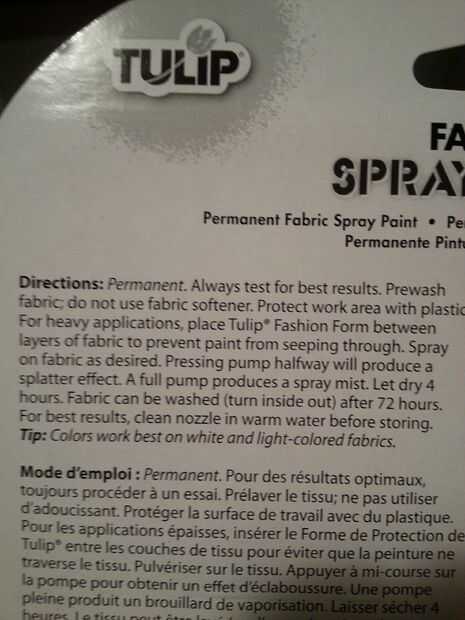 TULIP®
FA
SPRAY
Permanent Fabric Spray Paint •
Permanente
Directions: Permanent. Always test for best results. Prewash
fabric; do not use fabric softener. Protect work area with plastic
For heavy applications, place Tulip® Fashion Form between
layers of fabric to prevent paint from seeping through. Spray
on fabric as desired. Pressing pump halfway will produce a
splatter effect. A full pump produces a spray mist. Let dry 4
hours. Fabric can be washed (turn inside out) after 72 hours.
For best results, clean nozzle in warm water before storing.
Tip: Colors work best on white and light-colored fabrics.
Mode d'emploi : Permanent. Pour des résultats optimaux,
toujours procéder à un essai. Prélaver le tissu; ne pas utiliser
d'adoucissant. Protéger la surface de travail avec du plastique.
Pour les applications épaisses, insérer le Forme de Protection de
Tulip® entre les couches de tissu pour éviter que la peinture ne
traverse le tissu. Pulvériser sur le tissu. Appuyer à mi-course sur
la pompe pour obtenir un effet d'éclaboussure. Une pompe
pleine produit un brouillard de vaporisation. Laisser sécher 4
heures. Le tissu